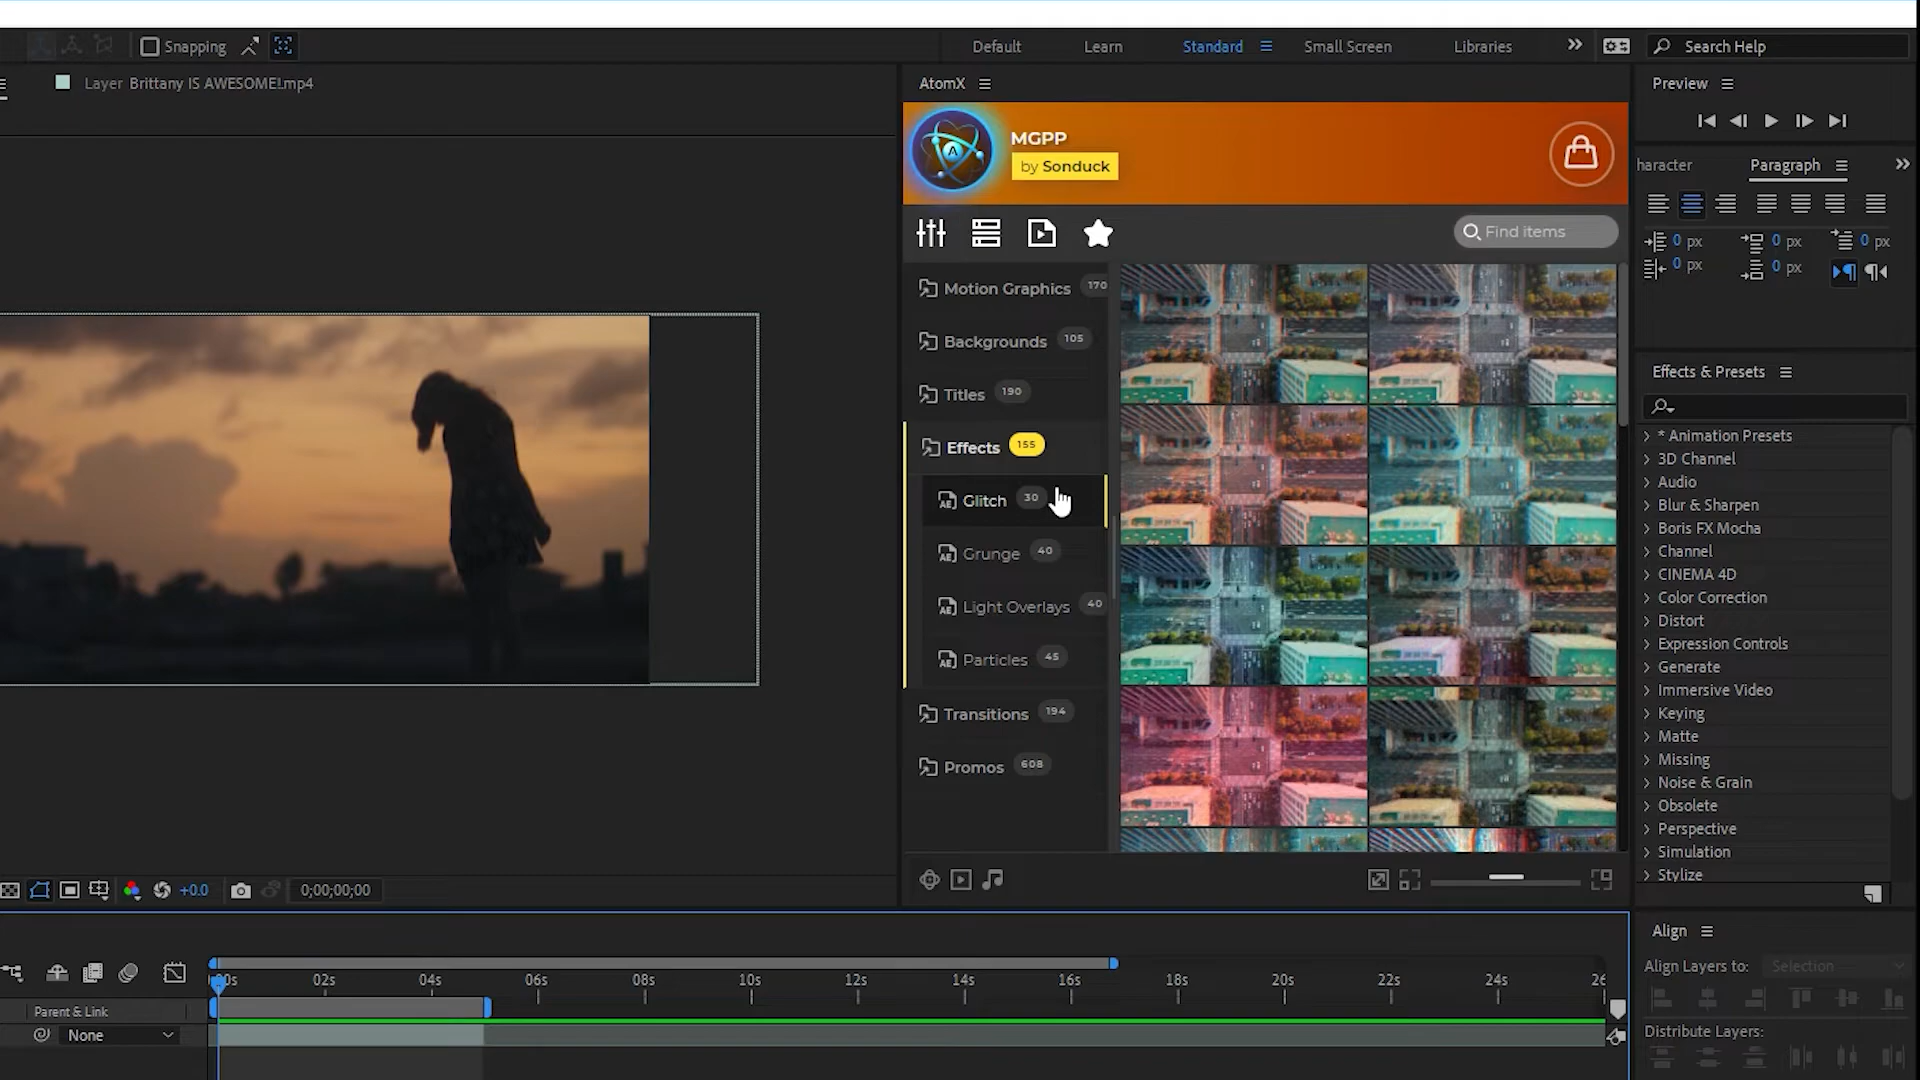 Snapping
Default
Learn
Standard
Small Screen
Libraries
Search Help
Layer Brittany IS AWESOME!.mp4
AtomX
MGPP
by Sonduck
Find items
Motion Graphics 170
Backgrounds 105
Titles 190
Effects 155
Glitch 30
Grunge 40
Light Overlays 40
Particles 45
Transitions 194
Promos 608
Preview
haracter
Paragraph
0 px
0 px
0 px
0 px
0 px
Effects & Presets
* Animation Presets
3D Channel
Audio
Blur & Sharpen
Boris FX Mocha
Channel
CINEMA 4D
Color Correction
Distort
Expression Controls
Generate
Immersive Video
Keying
Matte
Missing
Noise & Grain
Obsolete
Perspective
Simulation
Stylize
+0.0
0;00;00;00
02s
04s
06s
08s
10s
12s
14s
16s
18s
20s
22s
24s
Parent & Link
None
Align
Align Layers to:
Selection
Distribute Layers: